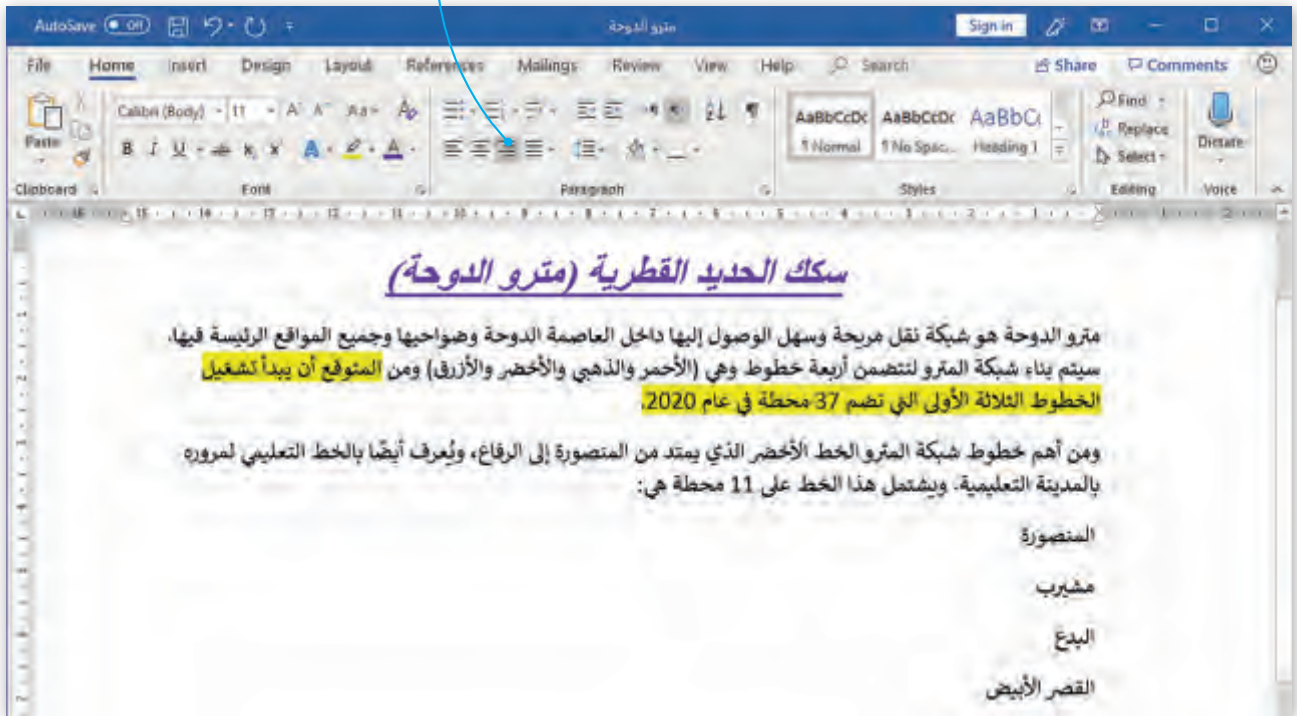 AutoSave Off مترو الدوحة Sign in
File Home Insert Design Layout References Mailings Review View Help Search Share Comments
Paste Calibri (Body) 11 A A Aa A
B I U ab x x A A
AaBbCcDc AaBbCcDc AaBbCc
¶ Normal ¶ No Spac... Heading 1
Find
Replace
Select
Dictate
Clipboard Font Paragraph Styles Editing Voice
سكك الحديد القطرية (مترو الدوحة)
مترو الدوحة هو شبكة نقل مريحة وسهل الوصول إليها داخل العاصمة الدوحة وضواحيها وجميع المواقع الرئيسة فيها.
سيتم بناء شبكة المترو لتتضمن أربعة خطوط وهي (الأحمر والذهبي والأخضر والأزرق) ومن المتوقع أن يبدأ تشغيل
الخطوط الثلاثة الأولى التي تضم 37 محطة في عام 2020.
ومن أهم خطوط شبكة المترو الخط الأخضر الذي يمتد من المنصورة إلى الرفاع، ويُعرف أيضًا بالخط التعليمي لمروره
بالمدينة التعليمية. ويشتمل هذا الخط على 11 محطة هي:
المنصورة
مشيرب
البدع
القصر الأبيض